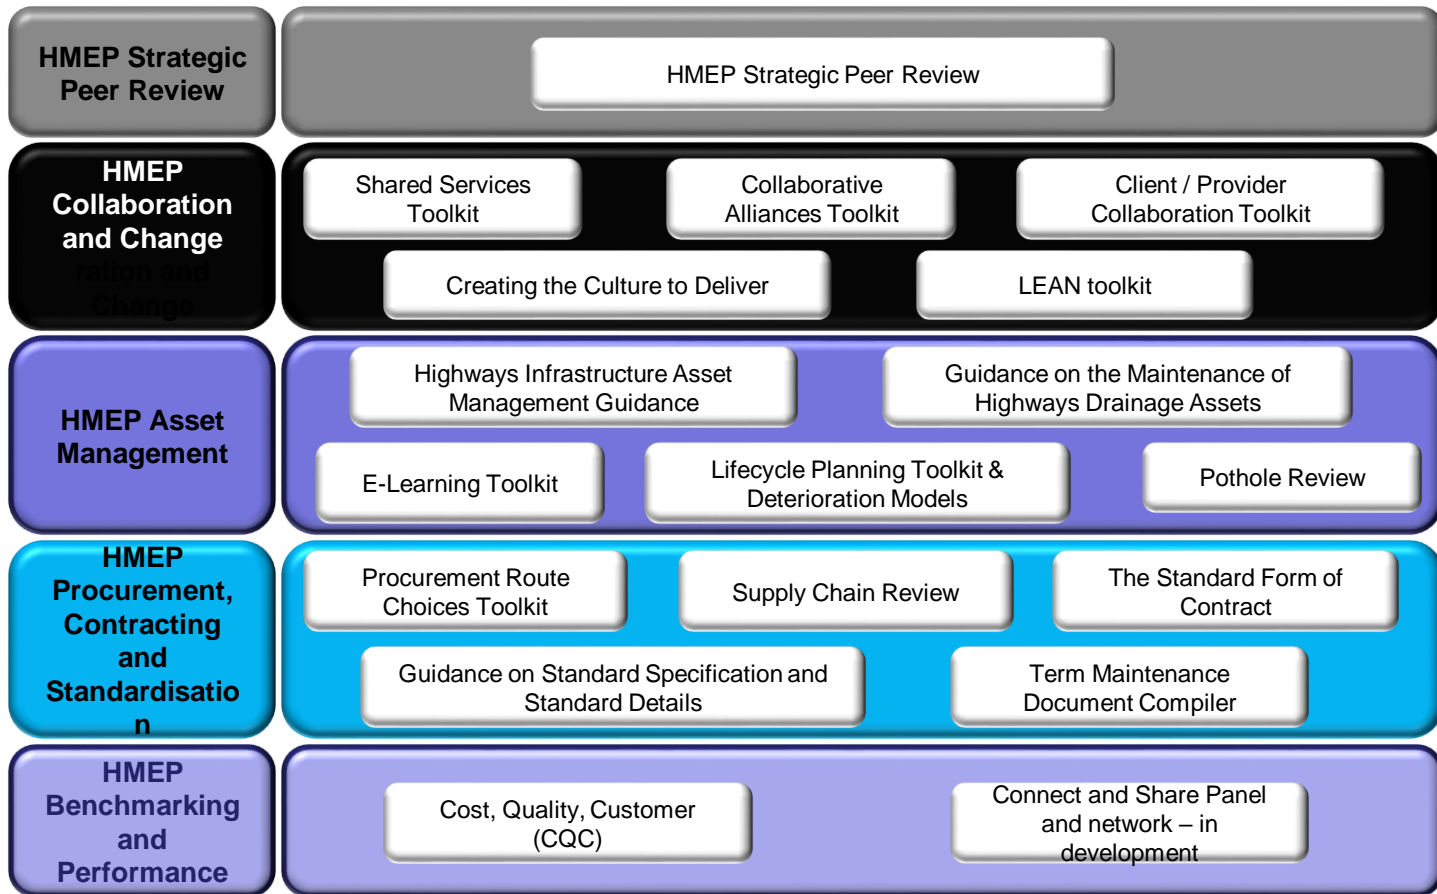 HMEP Strategic
Peer Review
HMEP Strategic Peer Review
HMEP
Collaboration
and Change
ration and
Change
Shared Services
Toolkit
Collaborative
Alliances Toolkit
Client / Provider
Collaboration Toolkit
Creating the Culture to Deliver
LEAN toolkit
HMEP Asset
Management
Highways Infrastructure Asset
Management Guidance
Guidance on the Maintenance of
Highways Drainage Assets
E-Learning Toolkit
Lifecycle Planning Toolkit &
Deterioration Models
Pothole Review
HMEP
Procurement,
Contracting
and
Standardisatio
n
Procurement Route
Choices Toolkit
Supply Chain Review
The Standard Form of
Contract
Guidance on Standard Specification and
Standard Details
Term Maintenance
Document Compiler
HMEP
Benchmarking
and
Performance
Cost, Quality, Customer
(CQC)
Connect and Share Panel
and network – in
development